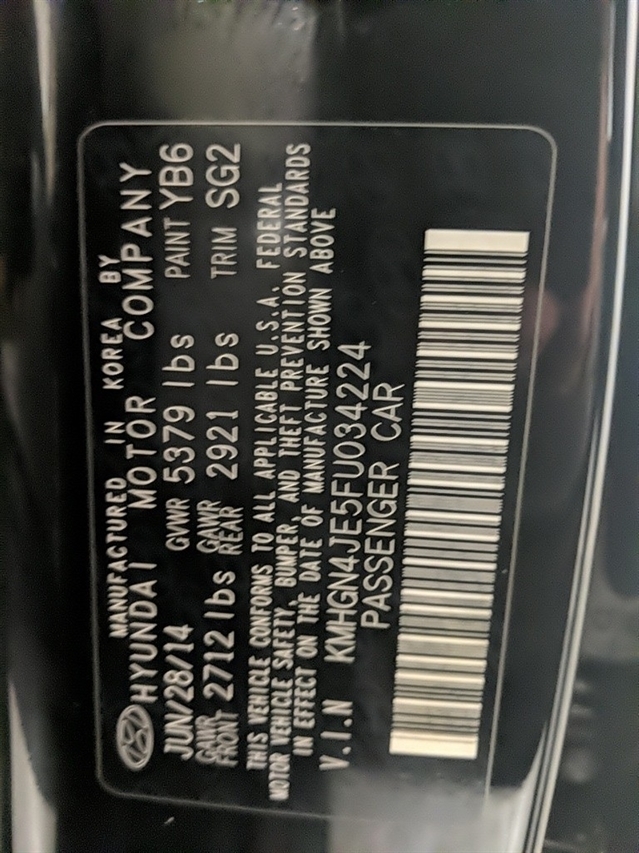 MANUFACTURED IN KOREA BY
HYUNDAI MOTOR COMPANY
JUN/28/14 GVWR 5379 lbs PAINT YB6
GAWR FRONT 2712 lbs GAWR REAR 2921 lbs TRIM SG2
THIS VEHICLE CONFORMS TO ALL APPLICABLE U.S.A. FEDERAL
MOTOR VEHICLE SAFETY, BUMPER, AND THEFT PREVENTION STANDARDS
IN EFFECT ON THE DATE OF MANUFACTURE SHOWN ABOVE
V.I.N KMHGN4JE5FU034224
PASSENGER CAR